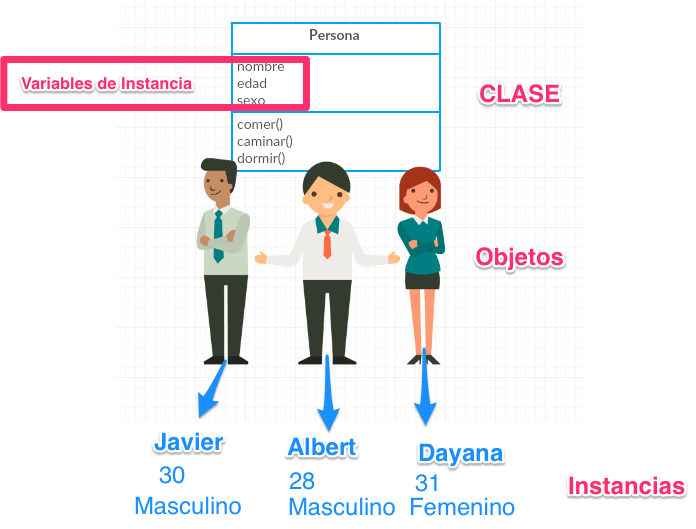 Persona
Variables de Instancia
nombre
edad
sexo
CLASE
comer()
caminar()
dormir()
Objetos
Javier
30
Masculino
Albert
28
Masculino
Dayana
31
Femenino
Instancias